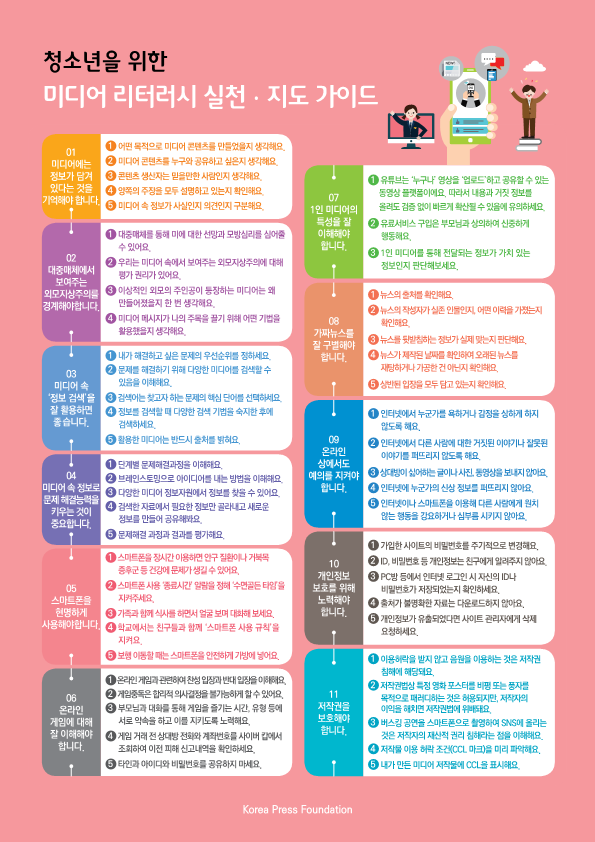 청소년을 위한
미디어 리터러시 실천 · 지도 가이드
01
미디어에는
정보가 담겨
있다는 것을
기억해야 합니다.
1 어떤 목적으로 미디어 콘텐츠를 만들었을지 생각해요.
2 미디어 콘텐츠를 누구와 공유하고 싶은지 생각해요.
3 콘텐츠 생산자는 믿을만한 사람인지 생각해요.
4 양쪽의 주장을 모두 설명하고 있는지 확인해요.
5 미디어 속 정보가 사실인지 의견인지 구분해요.
02
대중매체에서
보여주는
외모지상주의를
경계해야합니다.
1 대중매체를 통해 미에 대한 선망과 모방심리를 심어줄
수 있어요.
2 우리는 미디어 속에서 보여주는 외모지상주의에 대해
평가 권리가 있어요.
3 이상적인 외모의 주인공이 등장하는 미디어는 왜
만들어졌을지 한 번 생각해요.
4 미디어 메시지가 나의 주목을 끌기 위해 어떤 기법을
활용했을지 생각해요.
03
미디어 속
'정보 검색'을
잘 활용하면
좋습니다.
1 내가 해결하고 싶은 문제의 우선순위를 정하세요.
2 문제를 해결하기 위해 다양한 미디어를 검색할 수
있음을 이해해요.
3 검색어는 찾고자 하는 문제의 핵심 단어를 선택하세요.
4 정보를 검색할 때 다양한 검색 기법을 숙지한 후에
검색하세요.
5 활용한 미디어는 반드시 출처를 밝혀요.
04
미디어 속 정보로
문제 해결능력을
키우는 것이
중요합니다.
1 단계별 문제해결과정을 이해해요.
2 브레인스토밍으로 아이디어를 내는 방법을 이해해요.
3 다양한 미디어 정보자원에서 정보를 찾을 수 있어요.
4 검색한 자료에서 필요한 정보만 골라내고 새로운
정보를 만들어 공유해봐요.
5 문제해결 과정과 결과를 평가해요.
05
스마트폰을
현명하게
사용해야합니다.
1 스마트폰을 장시간 이용하면 안구 질환이나 거북목
증후군 등 건강에 문제가 생길 수 있어요.
2 스마트폰 사용 '종료시간' 알람을 정해 '수면골든 타임'을
지켜주세요.
3 가족과 함께 식사를 하면서 얼굴 보며 대화해 보세요.
4 학교에서는 친구들과 함께 '스마트폰 사용 규칙'을
지켜요.
5 보행 이동할 때는 스마트폰을 안전하게 가방에 넣어요.
06
온라인
게임에 대해
잘 이해해야
합니다.
1 온라인 게임과 관련하여 찬성 입장과 반대 입장을 이해해요.
2 게임중독은 합리적 의사결정을 불가능하게 할 수 있어요.
3 부모님과 대화를 통해 게임을 즐기는 시간, 유형 등에
서로 약속을 하고 이를 지키도록 노력해요.
4 게임 거래 전 상대방 전화와 계좌번호를 사이버 캅에서
조회하여 이전 피해 신고내역을 확인하세요.
5 타인과 아이디와 비밀번호를 공유하지 마세요.
07
1인 미디어의
특성을 잘
이해해야
합니다.
1 유튜브는 '누구나' 영상을 '업로드'하고 공유할 수 있는
동영상 플랫폼이에요. 따라서 내용과 거짓 정보를
올려도 검증 없이 빠르게 확산될 수 있음에 유의하세요.
2 유료서비스 구입은 부모님과 상의하여 신중하게
행동해요.
3 1인 미디어를 통해 전달되는 정보가 가치 있는
정보인지 판단해보세요.
08
가짜뉴스를
잘 구별해야
합니다.
1 뉴스의 출처를 확인해요.
2 뉴스의 작성자가 실존 인물인지, 어떤 이력을 가졌는지
확인해요.
3 뉴스를 뒷받침하는 정보가 실제 맞는지 판단해요.
4 뉴스가 제작된 날짜를 확인하여 오래된 뉴스를
재탕하거나 가공한 건 아닌지 확인해요.
5 상반된 입장을 모두 담고 있는지 확인해요.
09
온라인
상에서도
예의를 지켜야
합니다.
1 인터넷에서 누군가를 욕하거나 감정을 상하게 하지
않도록 해요.
2 인터넷에서 다른 사람에 대한 거짓된 이야기나 잘못된
이야기를 퍼뜨리지 않도록 해요.
3 상대방이 싫어하는 글이나 사진, 동영상을 보내지 않아요.
4 인터넷에 누군가의 신상 정보를 퍼뜨리지 않아요.
5 인터넷이나 스마트폰을 이용해 다른 사람에게 원치
않는 행동을 강요하거나 심부름 시키지 않아요.
10
개인정보
보호를 위해
노력해야
합니다.
1 가입한 사이트의 비밀번호를 주기적으로 변경해요.
2 ID, 비밀번호 등 개인정보는 친구에게 알려주지 않아요.
3 PC방 등에서 인터넷 로그인 시 자신의 ID나
비밀번호가 저장되었는지 확인하세요.
4 출처가 불명확한 자료는 다운로드하지 않아요.
5 개인정보가 유출되었다면 사이트 관리자에게 삭제
요청하세요.
11
저작권을
보호해야
합니다.
1 이용허락을 받지 않고 음원을 이용하는 것은 저작권
침해에 해당돼요.
2 저작권법상 특정 영화 포스터를 비평 또는 풍자를
목적으로 패러디하는 것은 허용되지만, 저작자의
이익을 해치면 저작권법에 위배돼요.
3 버스킹 공연을 스마트폰으로 촬영하여 SNS에 올리는
것은 저작자의 재산적 권리 침해라는 점을 이해해요.
4 저작물 이용 허락 조건(CCL 마크)을 미리 파악해요.
5 내가 만든 미디어 저작물에 CCL을 표시해요.
Korea Press Foundation